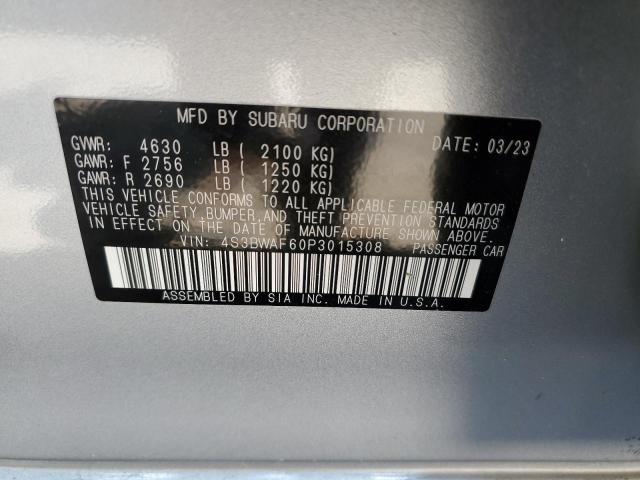 MFD BY SUBARU CORPORATION
GVWR: 4630 LB ( 2100 KG) DATE: 03/23
GAWR: F 2756 LB ( 1250 KG)
GAWR: R 2690 LB ( 1220 KG)
THIS VEHICLE CONFORMS TO ALL APPLICABLE FEDERAL MOTOR
VEHICLE SAFETY, BUMPER, AND THEFT PREVENTION STANDARDS
IN EFFECT ON THE DATE OF MANUFACTURE SHOWN ABOVE.
VIN: 4S3BWAF60P3015308 PASSENGER CAR
ASSEMBLED BY SIA INC. MADE IN U.S.A.